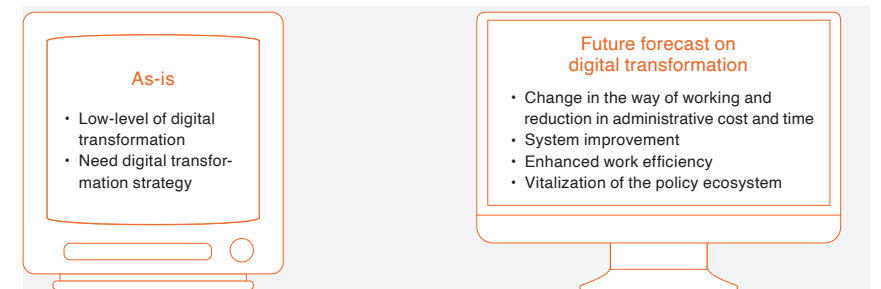 As-is
• Low-level of digital
transformation
• Need digital transfor-
mation strategy
Future forecast on
digital transformation
• Change in the way of working and
reduction in administrative cost and time
• System improvement
• Enhanced work efficiency
• Vitalization of the policy ecosystem